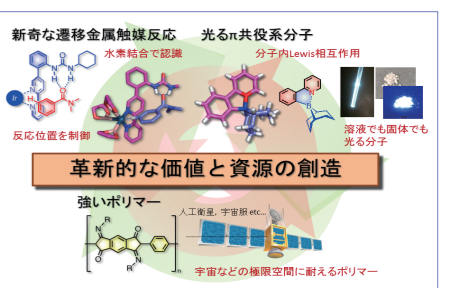 新奇な遷移金属触媒反応
光るπ共役系分子
水素結合で認識
分子内Lewis相互作用
反応位置を制御
溶液でも固体でも
光る分子
革新的な価値と資源の創造
強いポリマー
人工衛星, 宇宙服 etc...
宇宙などの極限空間に耐えるポリマー